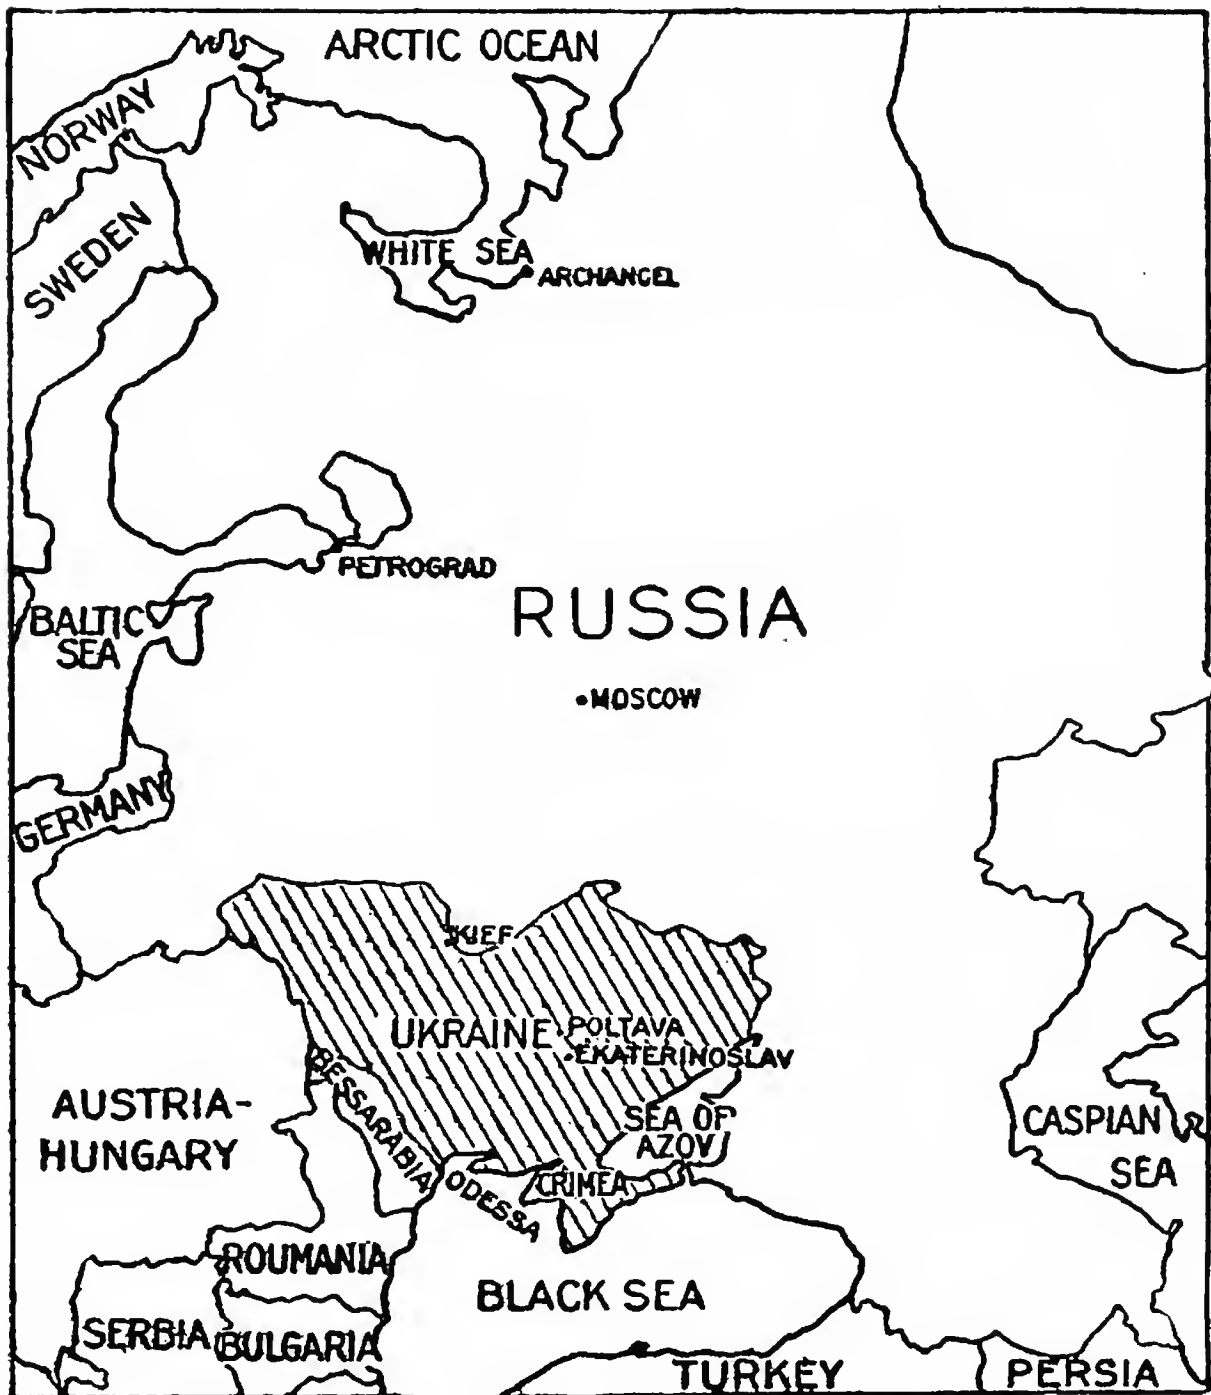 ARCTIC OCEAN
NORWAY
SWEDEN
WHITE SEA
ARCHANGEL
PETROGRAD
RUSSIA
BALTIC
SEA
MOSCOW
GERMANY
KIEF
UKRAINE
POLTAVA
EKATERINOSLAV
BESSARABIA
AUSTRIA-
HUNGARY
SEA OF
AZOV
CASPIAN
SEA
CRIMEA
ODESSA
ROUMANIA
BLACK SEA
SERBIA
BULGARIA
TURKEY
PERSIA